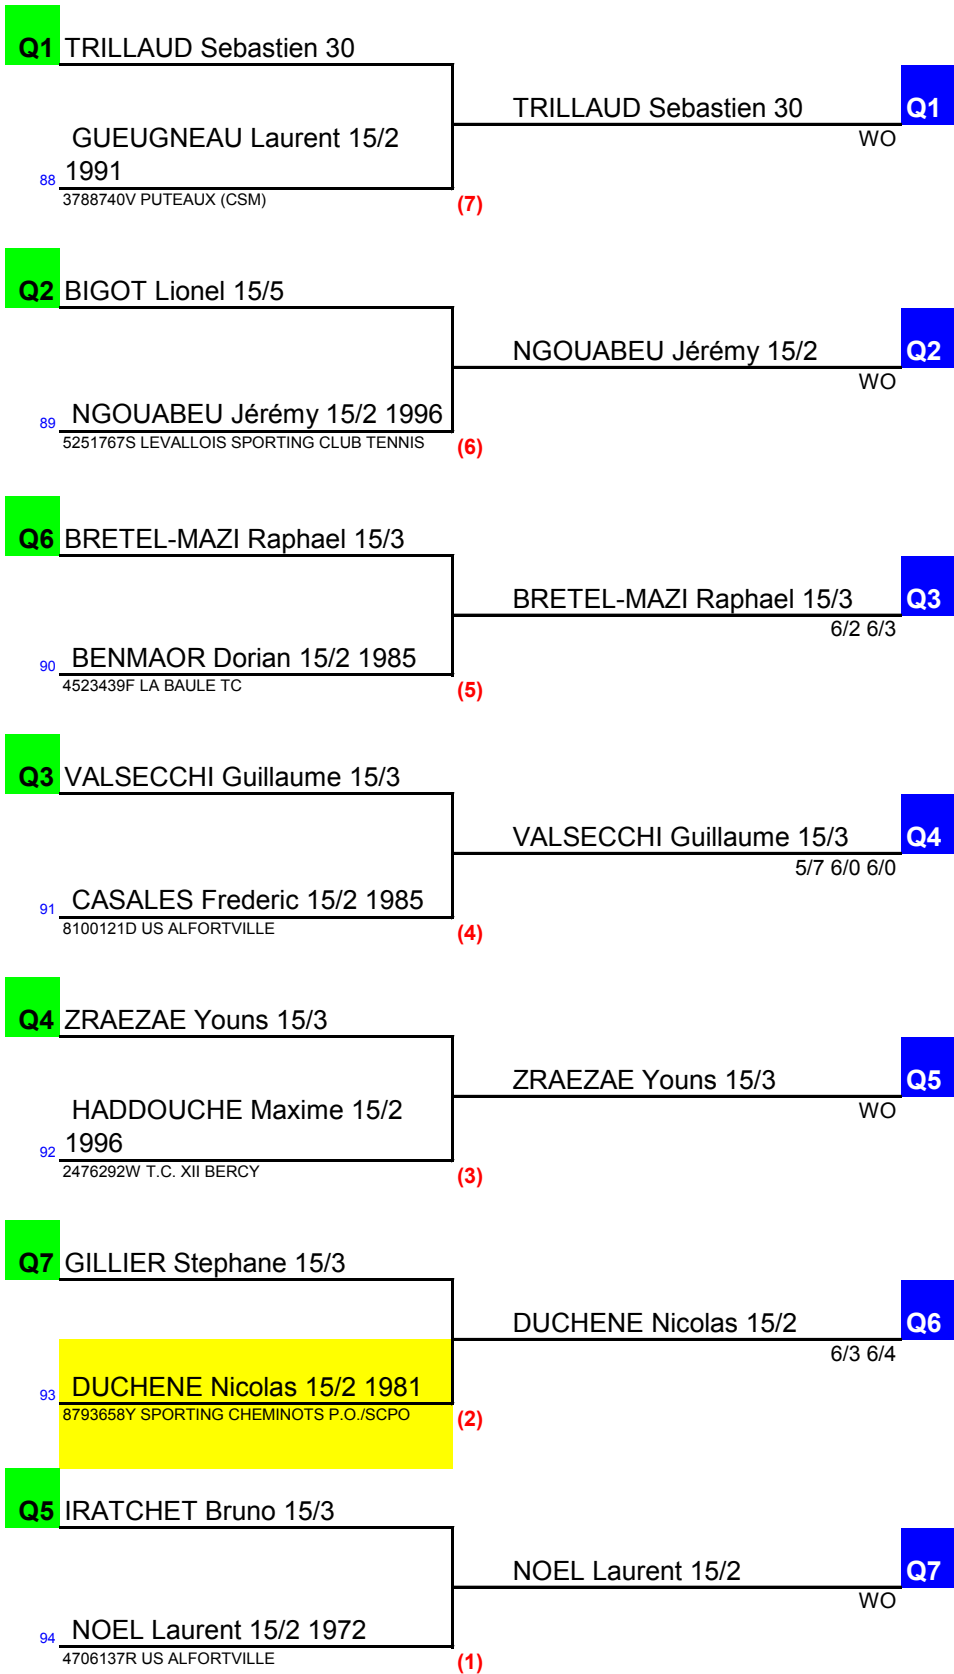 Q1 TRILLAUD Sebastien 30
TRILLAUD Sebastien 30 Q1
WO
GUEUGNEAU Laurent 15/2
88 1991
3788740V PUTEAUX (CSM)
(7)
Q2 BIGOT Lionel 15/5
NGOUABEU Jérémy 15/2 Q2
WO
89 NGOUABEU Jérémy 15/2 1996
5251767S LEVALLOIS SPORTING CLUB TENNIS
(6)
Q6 BRETEL-MAZI Raphael 15/3
BRETEL-MAZI Raphael 15/3 Q3
6/2 6/3
90 BENMAOR Dorian 15/2 1985
4523439F LA BAULE TC
(5)
Q3 VALSECCHI Guillaume 15/3
VALSECCHI Guillaume 15/3 Q4
5/7 6/0 6/0
91 CASALES Frederic 15/2 1985
8100121D US ALFORTVILLE
(4)
Q4 ZRAEZAE Youns 15/3
ZRAEZAE Youns 15/3 Q5
WO
HADDOUCHE Maxime 15/2
92 1996
2476292W T.C. XII BERCY
(3)
Q7 GILLIER Stephane 15/3
DUCHENE Nicolas 15/2 Q6
6/3 6/4
93 DUCHENE Nicolas 15/2 1981
8793658Y SPORTING CHEMINOTS P.O./SCPO
(2)
Q5 IRATCHET Bruno 15/3
NOEL Laurent 15/2 Q7
WO
94 NOEL Laurent 15/2 1972
4706137R US ALFORTVILLE
(1)